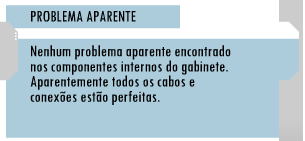 PROBLEMA APARENTE
Nenhum problema aparente encontrado
nos componentes internos do gabinete.
Aparentemente todos os cabos e
conexões estão perfeitas.